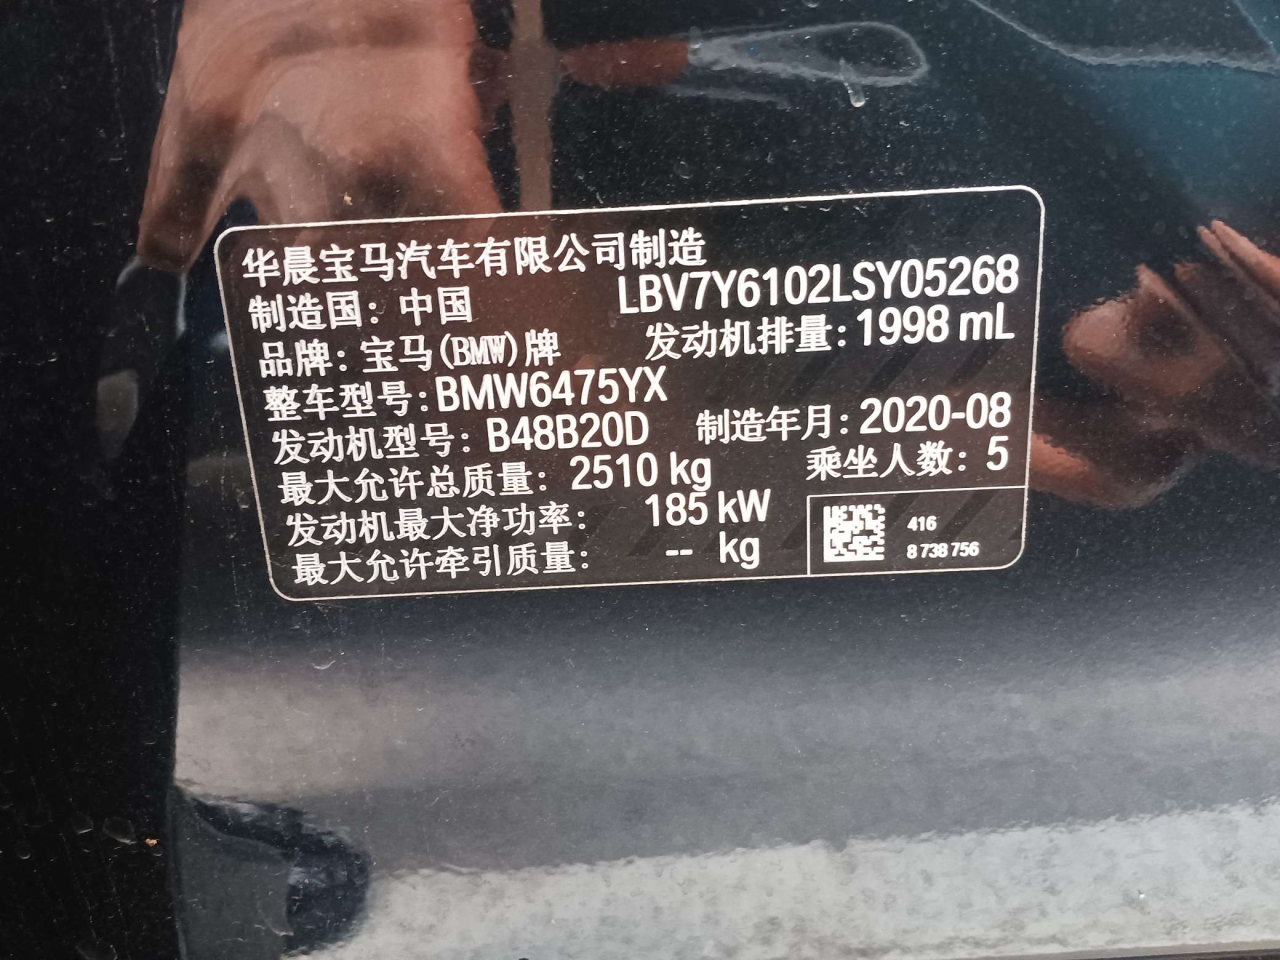 华晨宝马汽车有限公司制造
制造国：中国 LBV7Y6102LSY05268
品牌：宝马(BMW)牌 发动机排量：1998 mL
整车型号：BMW6475YX
发动机型号：B48B20D 制造年月：2020-08
最大允许总质量：2510 kg 乘坐人数：5
发动机最大净功率：185 kW
最大允许牵引质量：-- kg
416
8 738 756